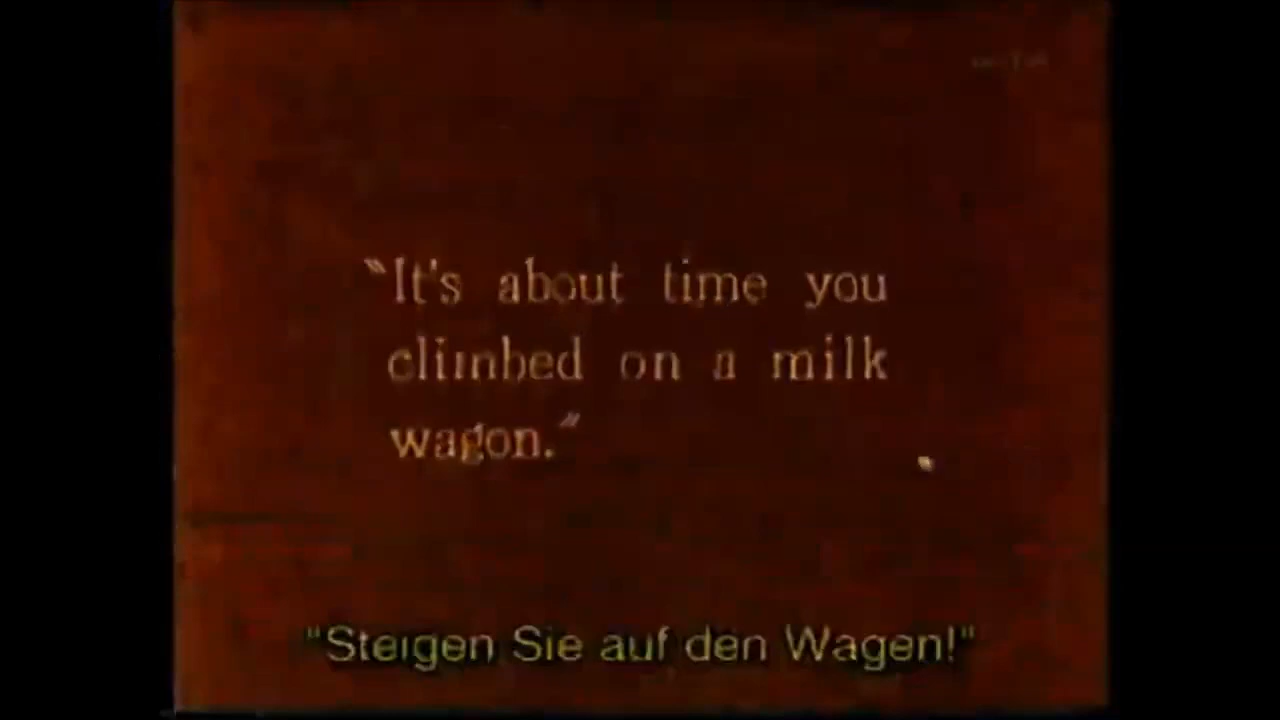 "It's about time you
climbed on a milk
wagon."
"Steigen Sie auf den Wagen!"